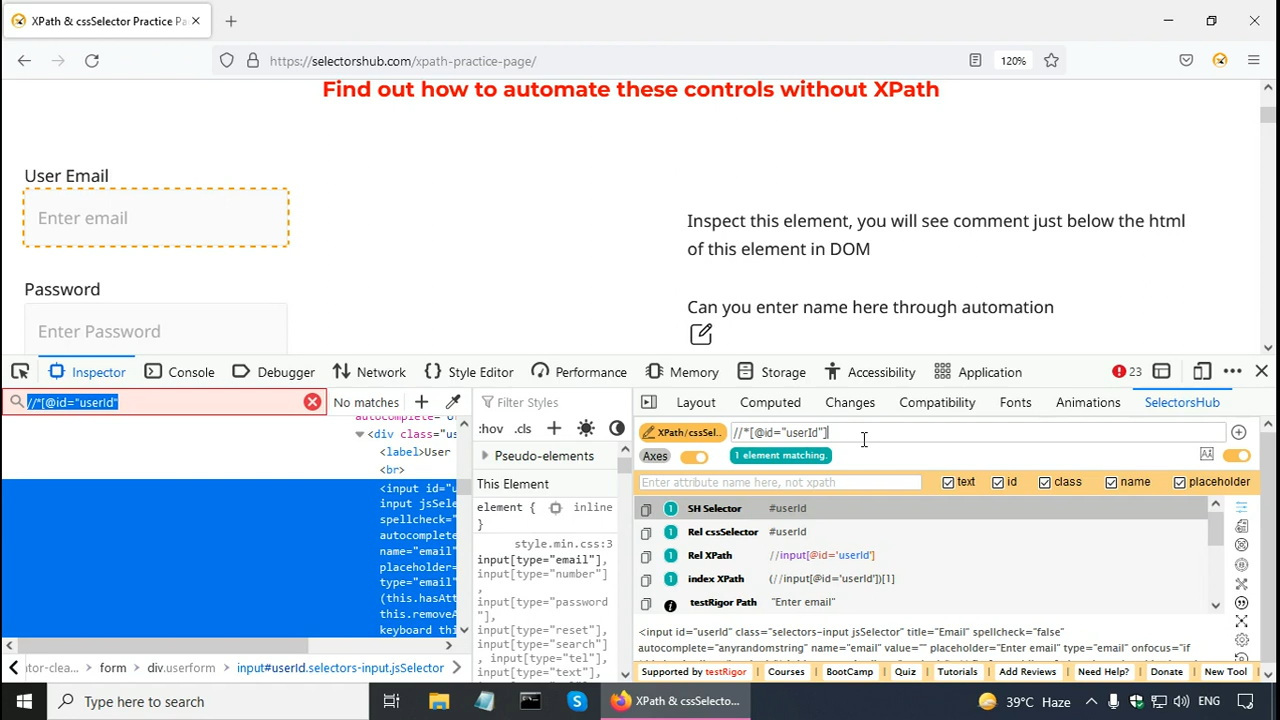 XPath & cssSelector Practice Pa
https://selectorshub.com/xpath-practice-page/
120%
Find out how to automate these controls without XPath
User Email
Enter email
Password
Enter Password
Inspect this element, you will see comment just below the html
of this element in DOM
Can you enter name here through automation
Inspector
Console
Debugger
Network
Style Editor
Performance
Memory
Storage
Accessibility
Application
23
//*[@id="userId"
No matches
autocomplete="of
<div class="us
<label>User
<br>
<input id="u
input jsSele
spellcheck="
autocomplete
name="email"
placeholder=
type="email"
(this.hasAtt
this.removeA
keyboard thi
ator-clea...
form
div.userform
input#userId.selectors-input.jsSelector
Filter Styles
:hov
.cls
Pseudo-elements
This Element
element {
inline
}
style.min.css:3
input[type="email"],
input[type="number"],
input[type="password
"],
input[type="reset"],
input[type="search"
], input[type="tel"],
input[type="text"],
Layout
Computed
Changes
Compatibility
Fonts
Animations
SelectorsHub
XPath/cssSel..
//*[@id="userId"]
Axes
1 element matching.
Enter attribute name here, not xpath
text
id
class
name
placeholder
1 SH Selector #userId
1 Rel cssSelector #userId
1 Rel XPath //input[@id='userId']
1 index XPath (//input[@id='userId'])[1]
testRigor Path "Enter email"
<input id="userId" class="selectors-input jsSelector" title="Email" spellcheck="false"
autocomplete="anyrandomstring" name="email" value="" placeholder="Enter email" type="email" onfocus="if
Supported by testRigor
Courses
BootCamp
Quiz
Tutorials
Add Reviews
Need Help?
Donate
New Tool
Type here to search
XPath & cssSelecto...
39°C Haze
ENG